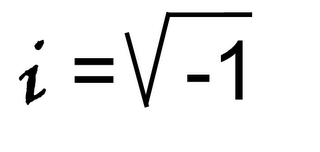 i = √-1